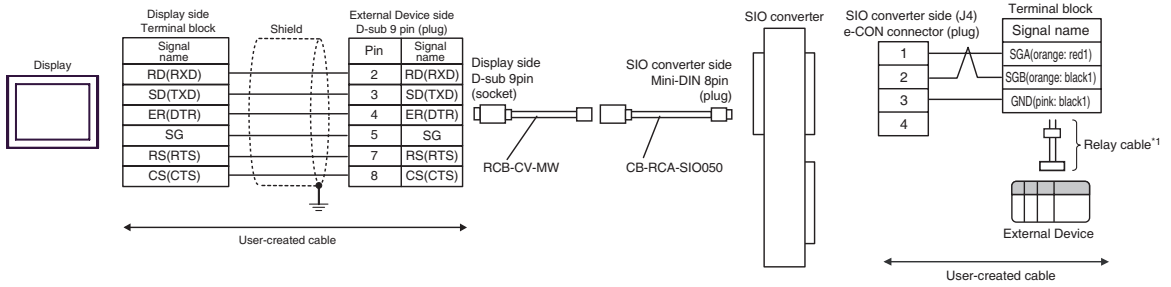 Display
Display side
Terminal block
Shield
External Device side
D-sub 9 pin (plug)
Signal
name
Pin
Signal
name
RD(RXD)
2
RD(RXD)
SD(TXD)
3
SD(TXD)
ER(DTR)
4
ER(DTR)
SG
5
SG
RS(RTS)
7
RS(RTS)
CS(CTS)
8
CS(CTS)
User-created cable
Display side
D-sub 9pin
(socket)
RCB-CV-MW
SIO converter side
Mini-DIN 8pin
(plug)
CB-RCA-SIO050
SIO converter
SIO converter side (J4)
e-CON connector (plug)
1
2
3
4
Terminal block
Signal name
SGA(orange: red1)
SGB(orange: black1)
GND(pink: black1)
Relay cable*1
External Device
User-created cable